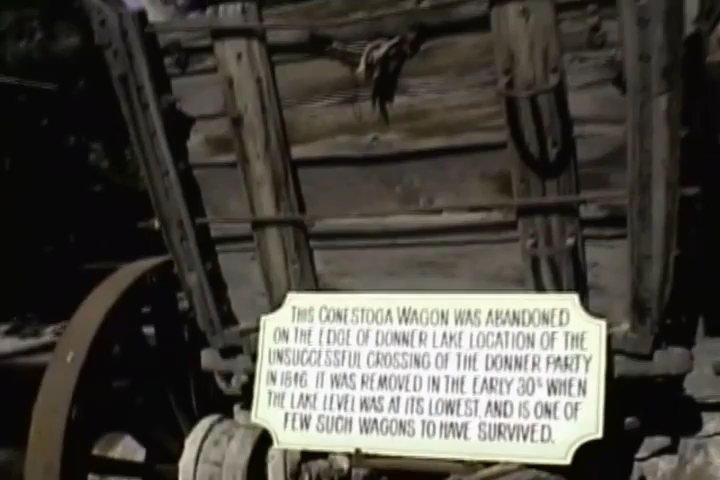 THIS CONESTOGA WAGON WAS ABANDONED
ON THE EDGE OF DONNER LAKE LOCATION OF THE
UNSUCCESSFUL CROSSING OF THE DONNER PARTY
IN 1846. IT WAS REMOVED IN THE EARLY 30'S WHEN
THE LAKE LEVEL WAS AT ITS LOWEST, AND IS ONE OF
FEW SUCH WAGONS TO HAVE SURVIVED.